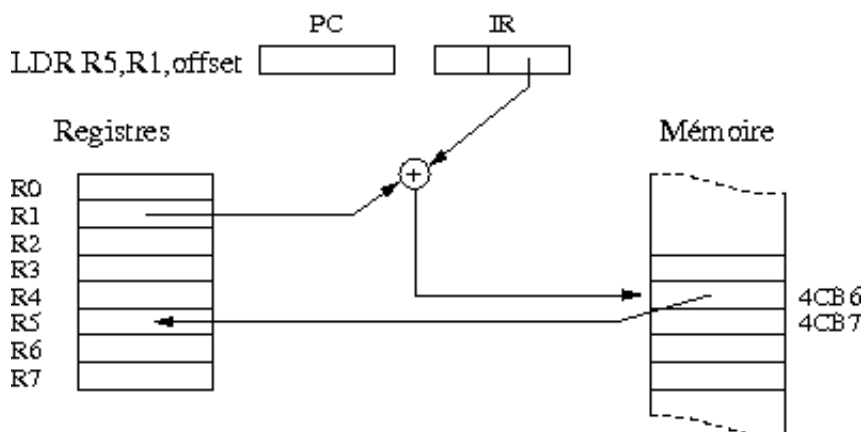 PC IR
LDR R5,R1,offset
Registres Mémoire
R0
R1
R2
R3
R4 4CB6
R5 4CB7
R6
R7
+